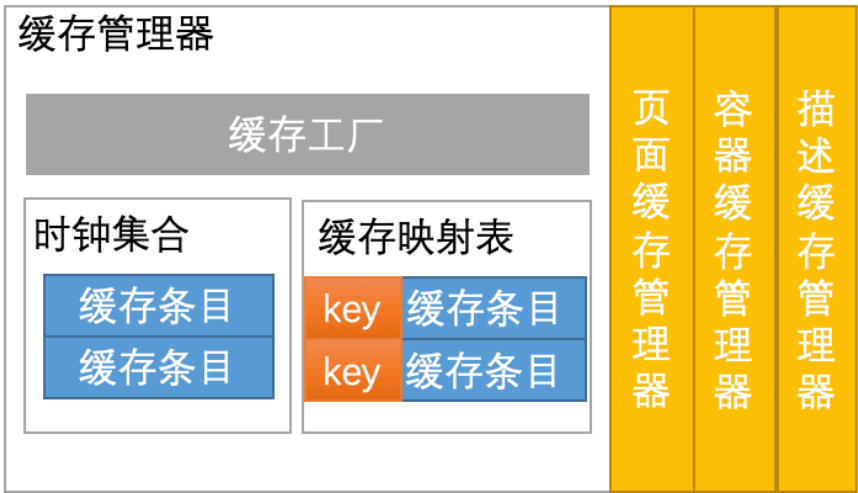 缓存管理器
缓存工厂
时钟集合
缓存条目
缓存条目
缓存映射表
key 缓存条目
key 缓存条目
页面缓存管理器
容器缓存管理器
描述缓存管理器